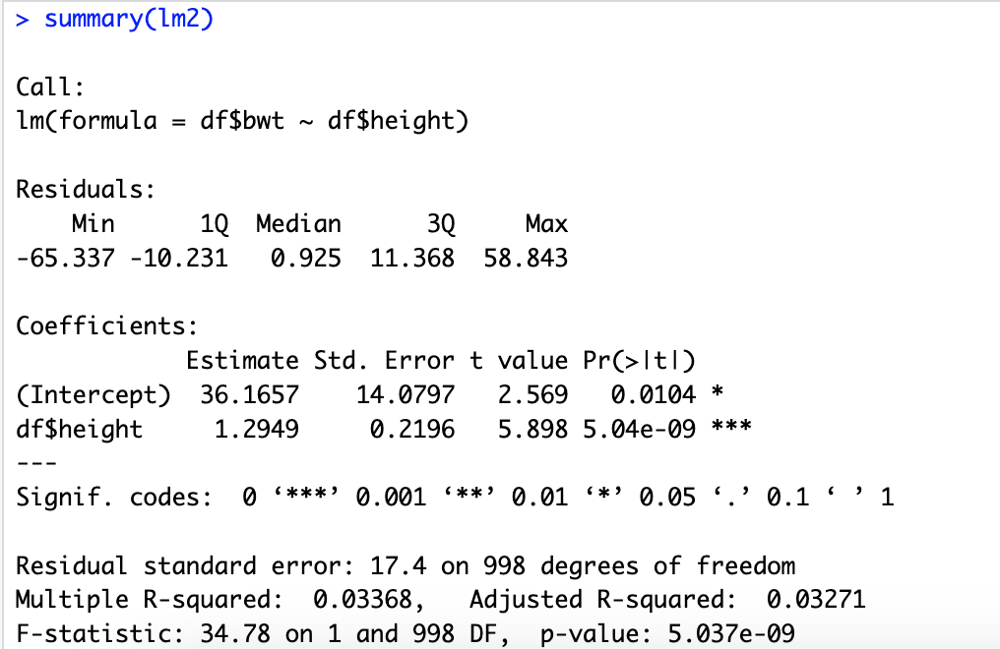 > summary(lm2)
Call:
lm(formula = df$bwt ~ df$height)
Residuals:
    Min      1Q  Median      3Q     Max
-65.337 -10.231   0.925  11.368  58.843
Coefficients:
            Estimate Std. Error t value Pr(>|t|)
(Intercept)  36.1657    14.0797   2.569   0.0104 *
df$height     1.2949     0.2196   5.898 5.04e-09 ***
---
Signif. codes:  0 ‘***’ 0.001 ‘**’ 0.01 ‘*’ 0.05 ‘.’ 0.1 ‘ ’ 1
Residual standard error: 17.4 on 998 degrees of freedom
Multiple R-squared:  0.03368,   Adjusted R-squared:  0.03271
F-statistic: 34.78 on 1 and 998 DF,  p-value: 5.037e-09